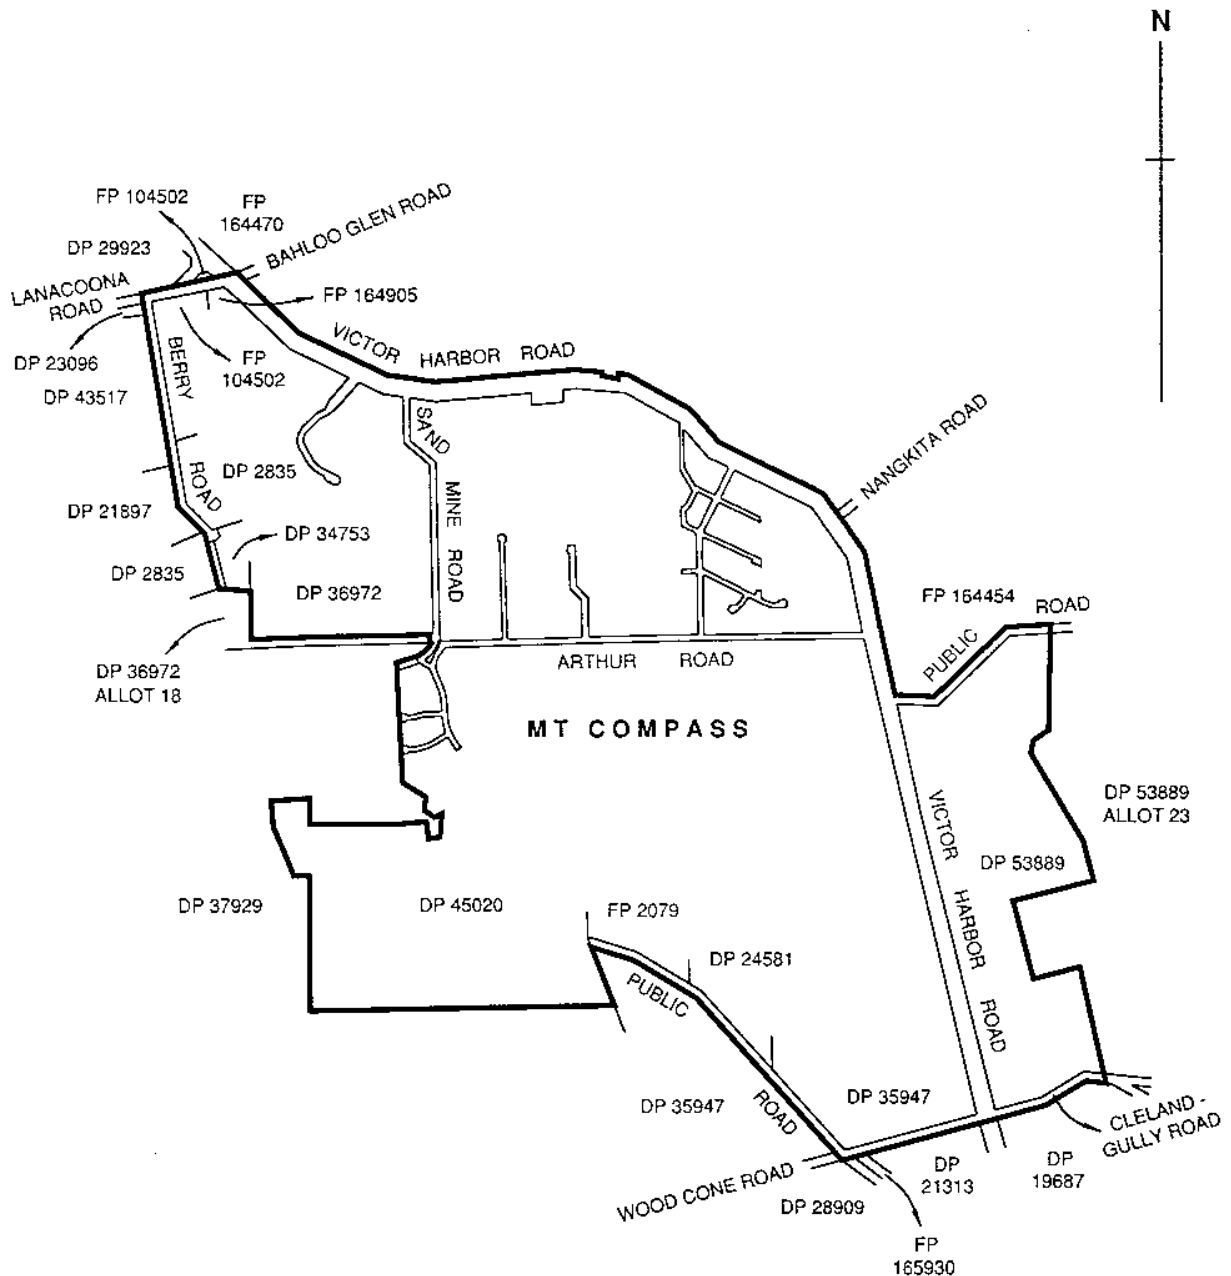 N
FP 104502
FP
164470
BAHLOO GLEN ROAD
DP 29923
LANACOONA
ROAD
FP 164905
DP 23096
FP
104502
VICTOR HARBOR ROAD
DP 43517
BERRY
ROAD
SAND
MINE
ROAD
DP 2835
NANGKITA ROAD
DP 21897
DP 34753
DP 2835
DP 36972
FP 164454
PUBLIC
ROAD
DP 36972
ALLOT 18
ARTHUR ROAD
MT COMPASS
DP 53889
ALLOT 23
VICTOR
HARBOR
ROAD
DP 53889
DP 37929
DP 45020
FP 2079
DP 24581
PUBLIC
ROAD
DP 35947
DP 35947
CLELAND-
GULLY ROAD
WOOD CONE ROAD
DP
21313
DP
19687
DP 28909
FP
165930